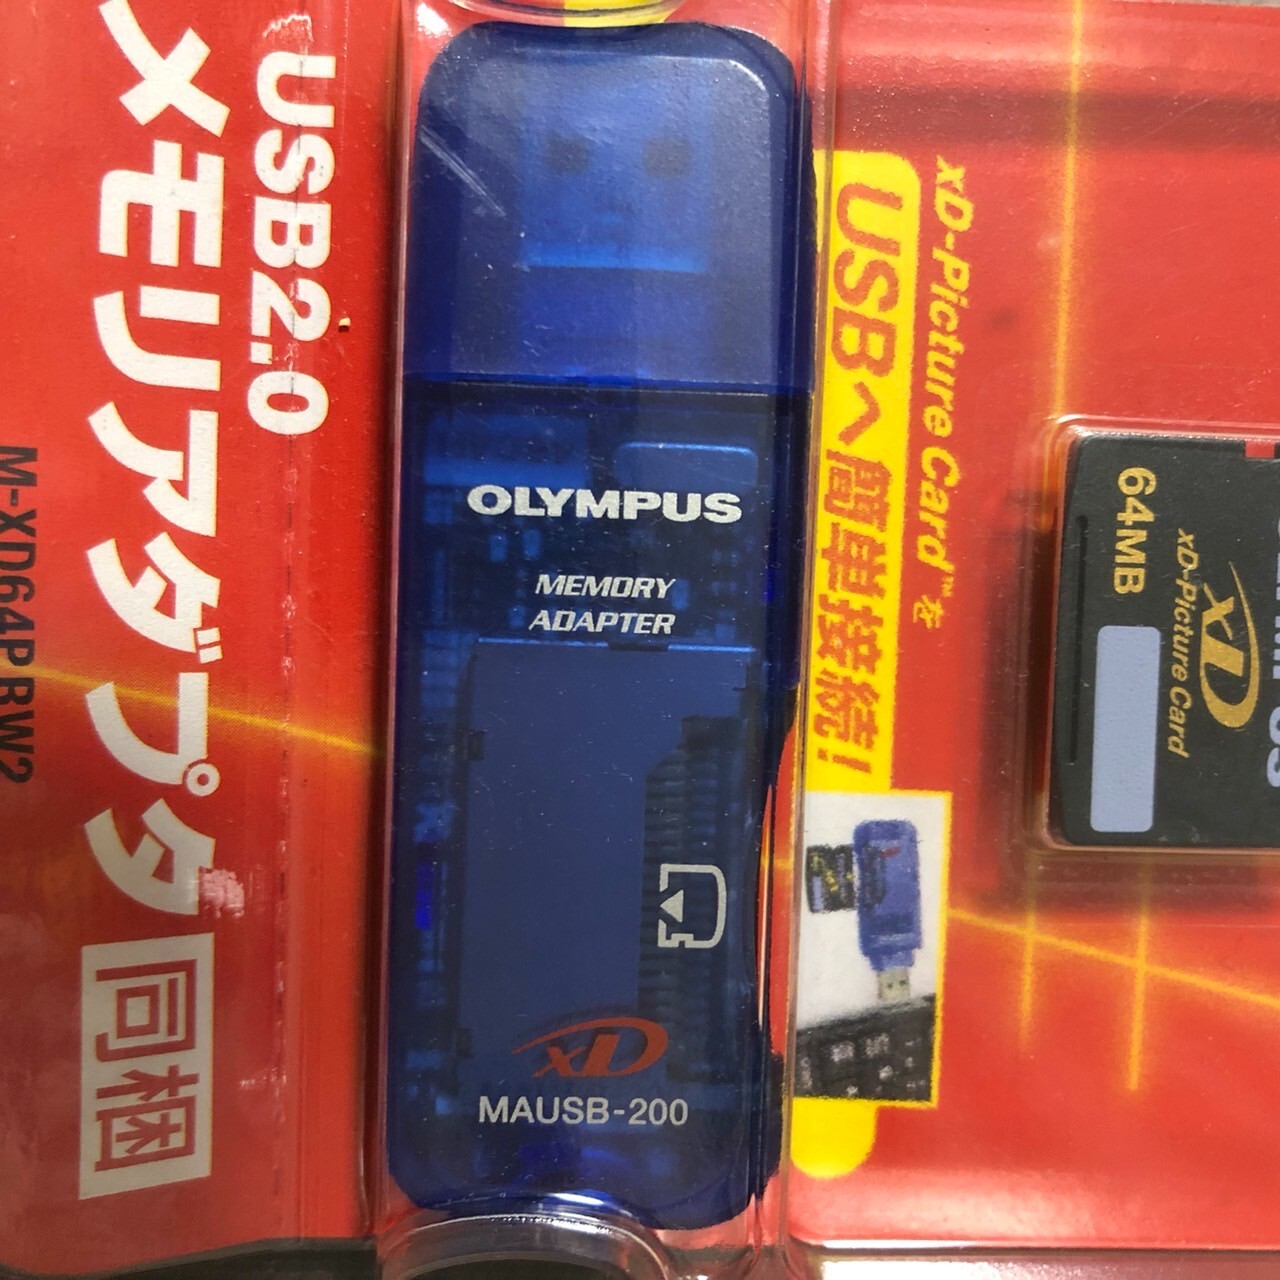 USB2.0
メモリアダプタ 同梱
M-XD64P RW2
OLYMPUS
MEMORY
ADAPTER
xD
MAUSB-200
xD-Picture Card™を
USBへ簡単接続!
64MB
xD-Picture Card
xD